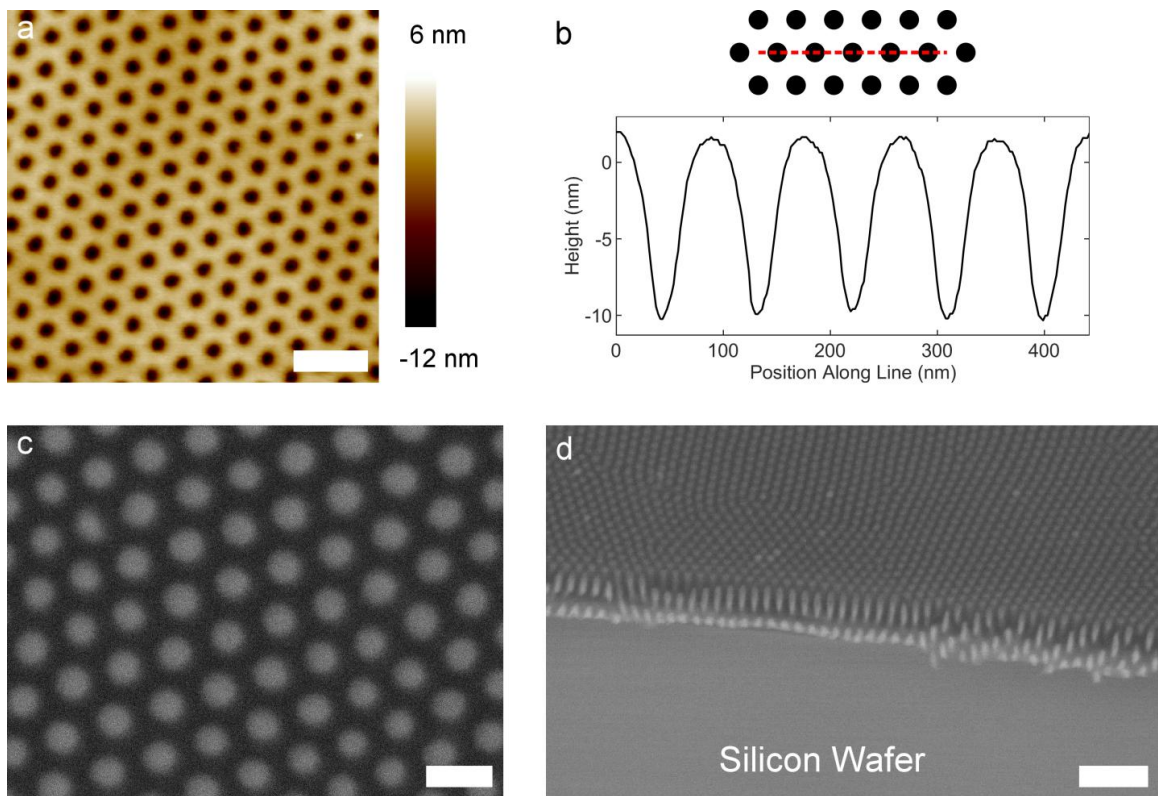 a
6 nm
-12 nm
b
0
-5
-10
Height (nm)
0
100
200
300
400
Position Along Line (nm)
c
d
Silicon Wafer